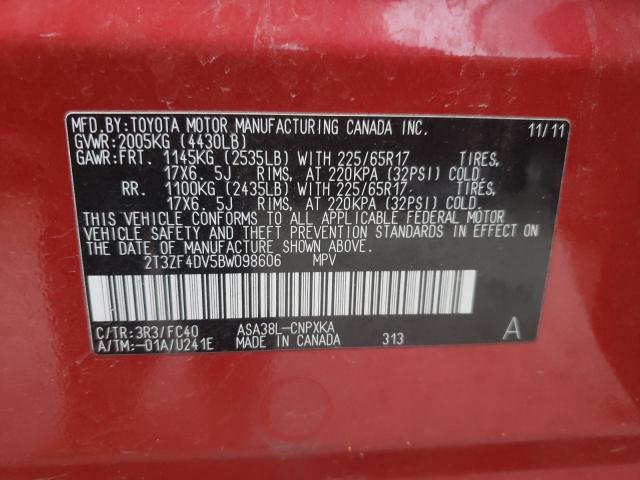 MFD.BY:TOYOTA MOTOR MANUFACTURING CANADA INC. 11/11
GVWR:2005KG (4430LB)
GAWR:FRT. 1145KG (2535LB) WITH 225/65R17 TIRES,
17X6.5J RIMS, AT 220KPA (32PSI) COLD.
RR. 1100KG (2435LB) WITH 225/65R17 TIRES,
17X6.5J RIMS, AT 220KPA (32PSI) COLD.
THIS VEHICLE CONFORMS TO ALL APPLICABLE FEDERAL MOTOR
VEHICLE SAFETY AND THEFT PREVENTION STANDARDS IN EFFECT
ON THE DATE OF MANUFACTURE SHOWN ABOVE.
2T3ZF4DV5BW098606 MPV
C/TR:3R3/FC40 ASA38L-CNPXKA
A/TM:-01A/U241E MADE IN CANADA 313 A